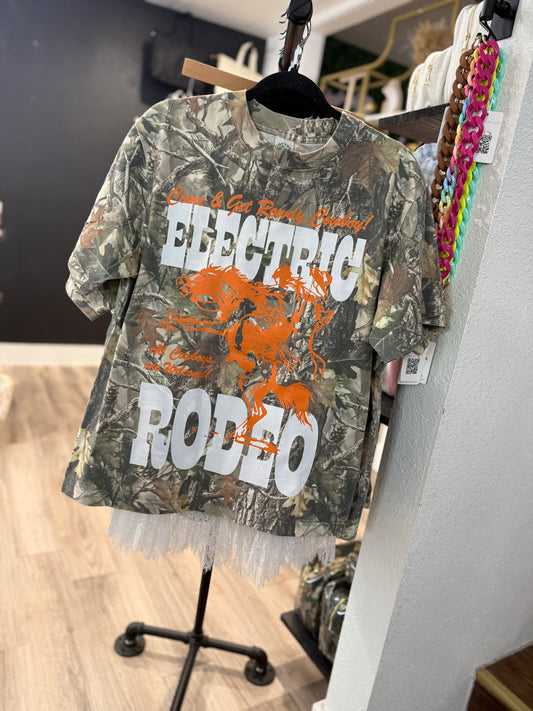 Come & Get Rowdy, Cowboy!
ELECTRIC
All Cowboys
are Welcome!
RODEO